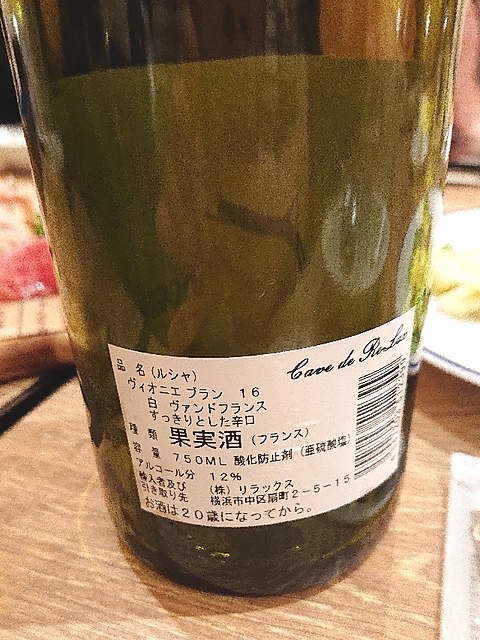 Cave de ReLax
品 名 (ルシャ)
ヴィオニエ ブラン 16
白 ヴァンドフランス
すっきりとした辛口
種 類 果実酒 (フランス)
容 量 750ML 酸化防止剤 (亜硫酸塩)
アルコール分 12%
輸入者及び (株) リラックス
引き取り先 横浜市中区扇町2-5-15
お酒は20歳になってから。